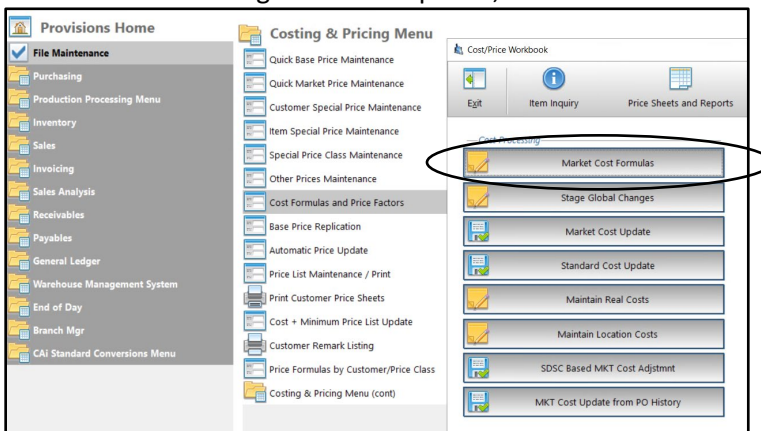 Provisions Home
File Maintenance
Purchasing
Production Processing Menu
Inventory
Sales
Invoicing
Sales Analysis
Receivables
Payables
General Ledger
Warehouse Management System
End of Day
Branch Mgr
CAi Standard Conversions Menu
Costing & Pricing Menu
Quick Base Price Maintenance
Quick Market Price Maintenance
Customer Special Price Maintenance
Item Special Price Maintenance
Special Price Class Maintenance
Other Prices Maintenance
Cost Formulas and Price Factors
Base Price Replication
Automatic Price Update
Price List Maintenance / Print
Print Customer Price Sheets
Cost + Minimum Price List Update
Customer Remark Listing
Price Formulas by Customer/Price Class
Costing & Pricing Menu (cont)
Cost/Price Workbook
Exit
Item Inquiry
Price Sheets and Reports
Cost Processing
Market Cost Formulas
Stage Global Changes
Market Cost Update
Standard Cost Update
Maintain Real Costs
Maintain Location Costs
SDSC Based MKT Cost Adjstmnt
MKT Cost Update from PO History